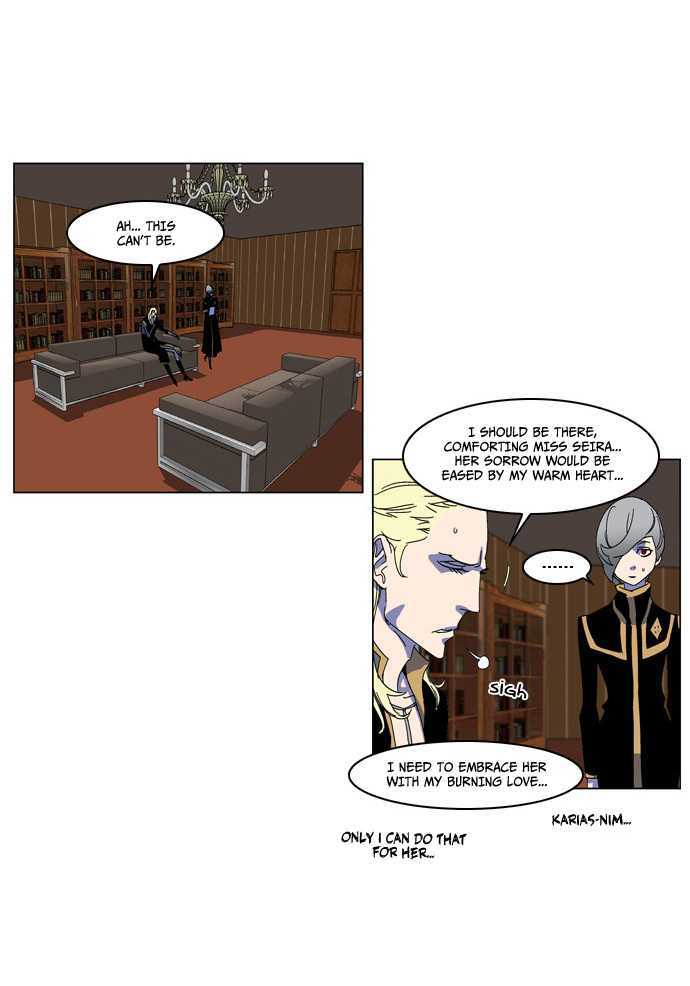 AH... THIS
CAN'T BE.
I SHOULD BE THERE,
COMFORTING MISS SEIRA...
HER SORROW WOULD BE
EASED BY MY WARM HEART...
------
sigh
I NEED TO EMBRACE HER
WITH MY BURNING LOVE...
KARIAS-NIM...
ONLY I CAN DO THAT
FOR HER...